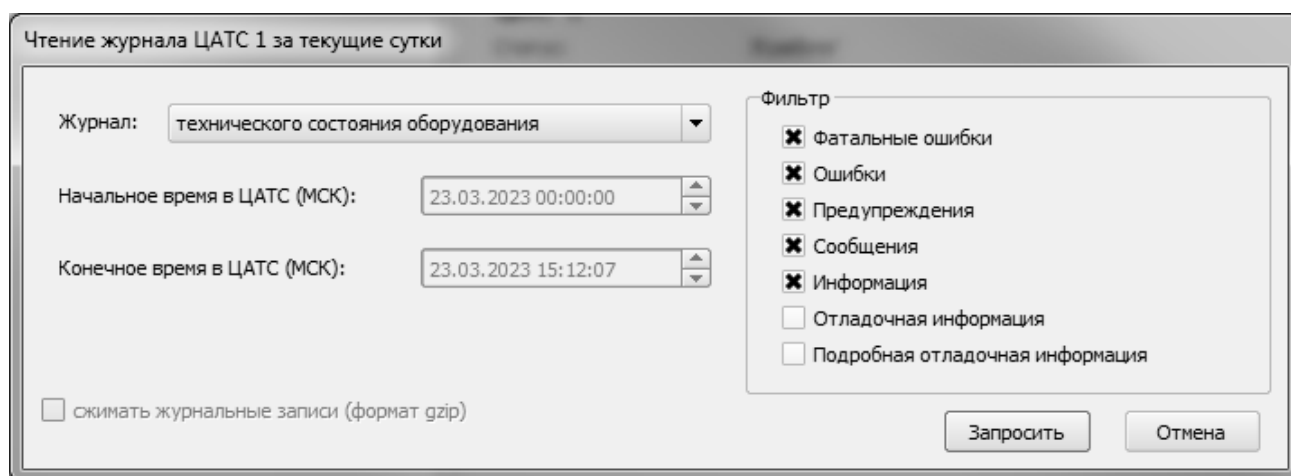 Чтение журнала ЦАТС 1 за текущие сутки
Журнал:
технического состояния оборудования
Начальное время в ЦАТС (МСК):
23.03.2023 00:00:00
Конечное время в ЦАТС (МСК):
23.03.2023 15:12:07
сжимать журнальные записи (формат gzip)
Фильтр
Фатальные ошибки
Ошибки
Предупреждения
Сообщения
Информация
Отладочная информация
Подробная отладочная информация
Запросить
Отмена